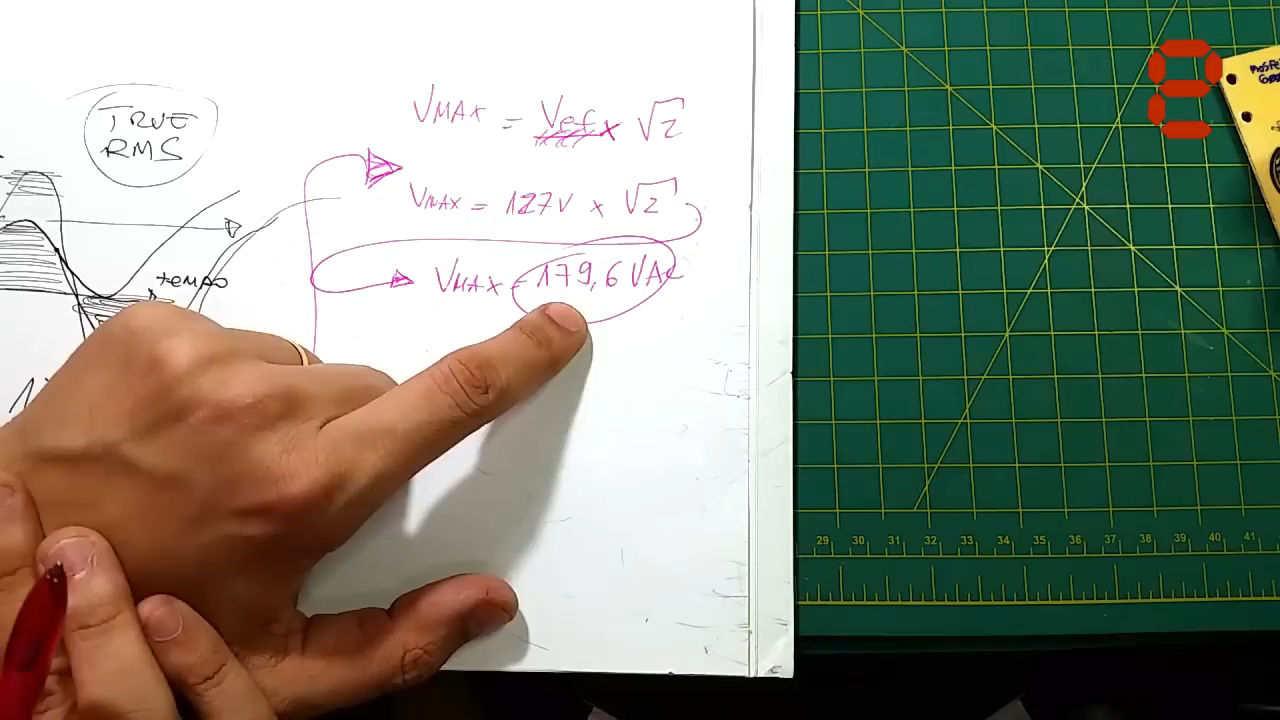 TRUE
RMS
VMAX = Vef x √2
VMAX = 127V x √2
VMAX = 179,6 VAC
tempo
MOSFE
29 30 31 32 33 34 35 36 37 38 39 40 41